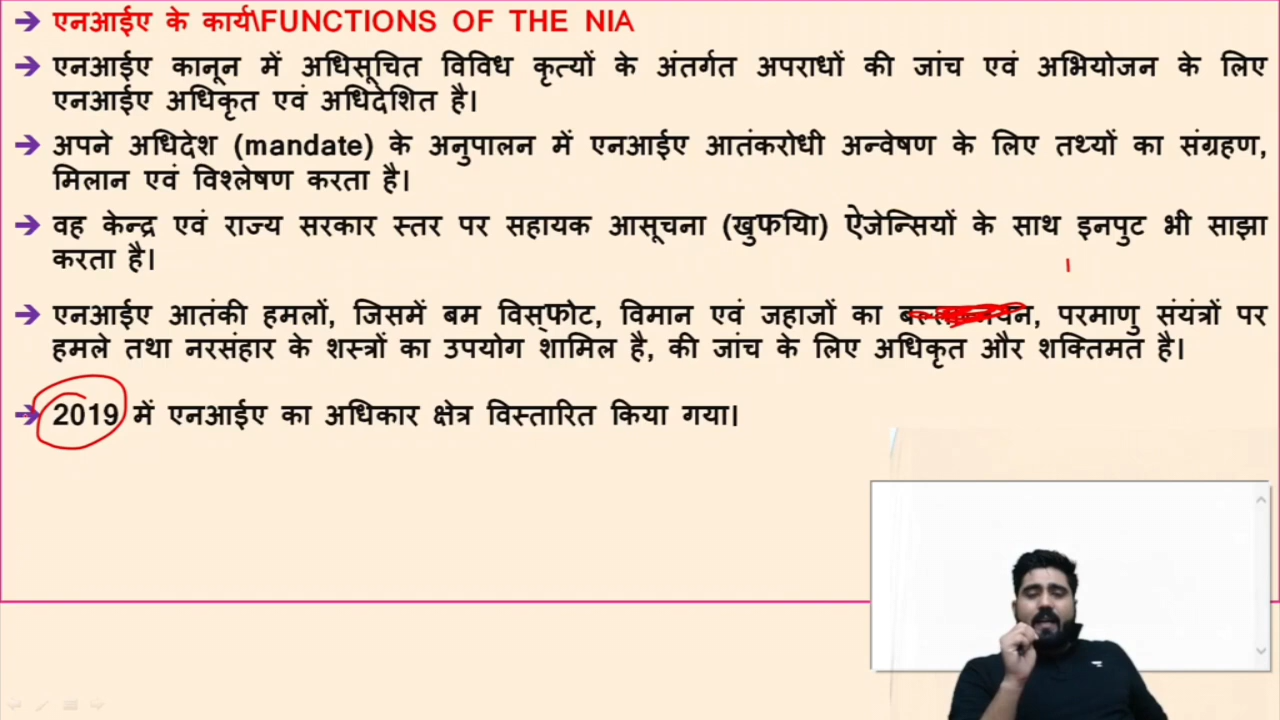 एनआईए के कार्य\FUNCTIONS OF THE NIA
एनआईए कानून में अधिसूचित विविध कृत्यों के अंतर्गत अपराधों की जांच एवं अभियोजन के लिए
एनआईए अधिकृत एवं अधिदेशित है।
अपने अधिदेश (mandate) के अनुपालन में एनआईए आतंकरोधी अन्वेषण के लिए तथ्यों का संग्रहण,
मिलान एवं विश्लेषण करता है।
वह केन्द्र एवं राज्य सरकार स्तर पर सहायक आसूचना (खुफयिा) ऐजेन्सियों के साथ इनपुट भी साझा
करता है।
एनआईए आतंकी हमलों, जिसमें बम विस्फोट, विमान एवं जहाजों का परमाणु संयंत्रों पर
हमले तथा नरसंहार के शस्त्रों का उपयोग शामिल है, की जांच के लिए अधिकृत और शक्तिमत है।
2019 में एनआईए का अधिकार क्षेत्र विस्तारित किया गया।